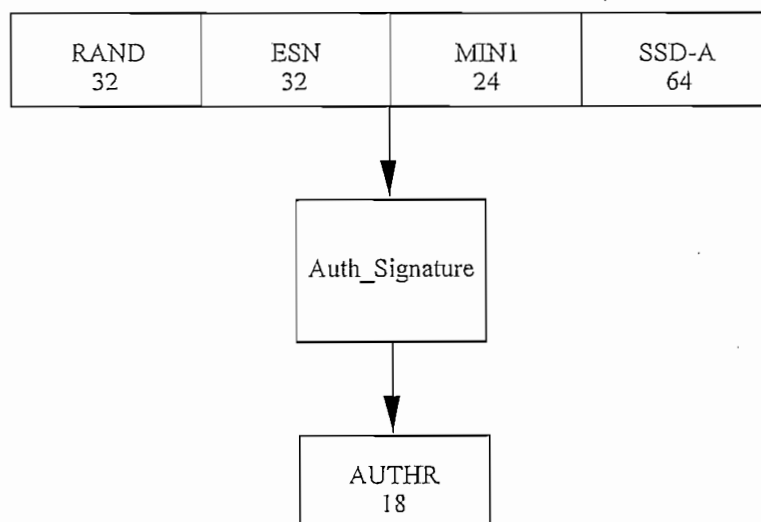 RAND ESN MIN1 SSD-A
32 32 24 64
Auth_Signature
AUTHR
18